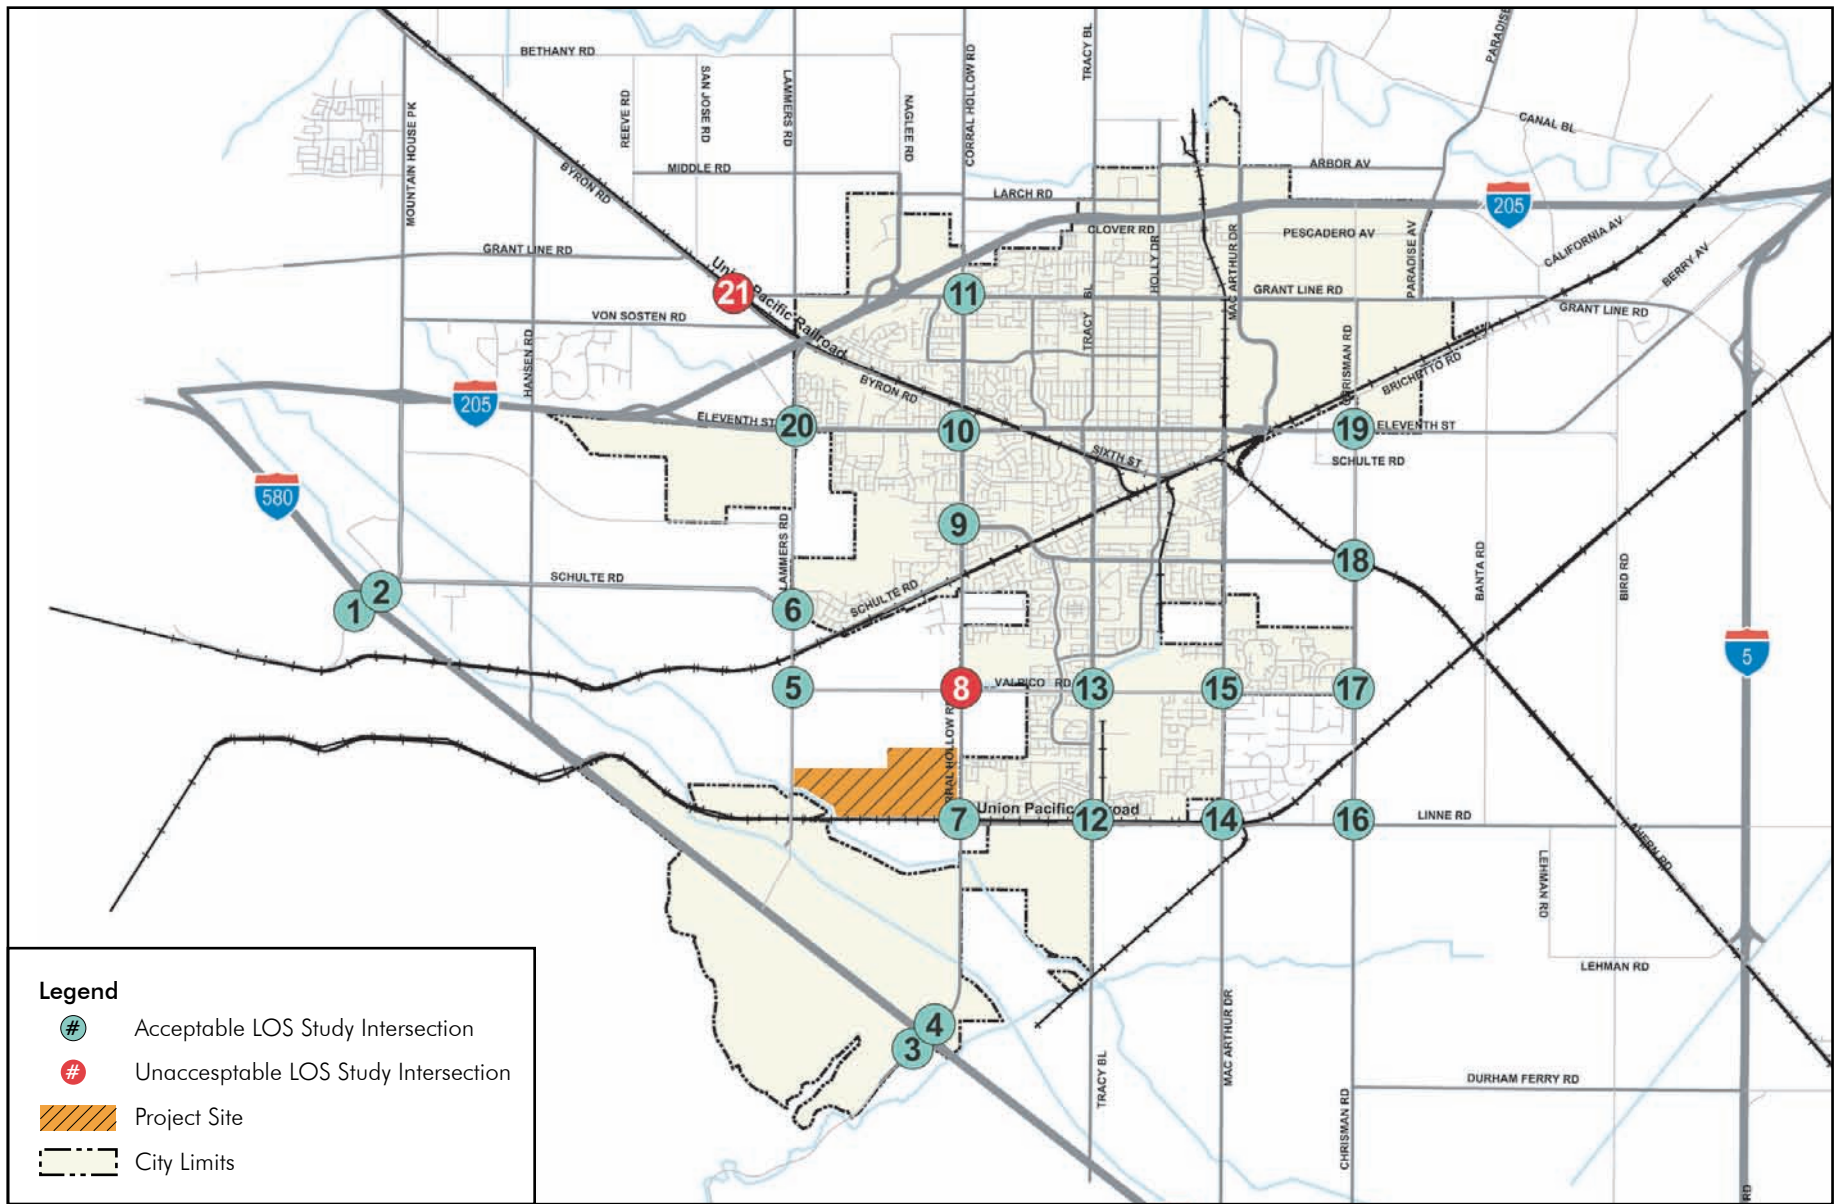 BETHANY RD
PARADISE
TRACY BL
CORRAL HOLLOW RD
LAMMERS RD
SAN JOSE RD
REEVE RD
NAGLEE RD
MOUNTAIN HOUSE PK
CANAL BL
BYRON RD
MIDDLE RD
ARBOR AV
LARCH RD
205
CLOVER RD
HOLLY DR
MAC ARTHUR DR
PESCADERO AV
PARADISE AV
CALIFORNIA AV
BERRY AV
GRANT LINE RD
Union Pacific Railroad
21
11
GRANT LINE RD
GRANT LINE RD
VON SOSTEN RD
TRACY BL
HANSEN RD
CHRISMAN RD
BRICHETTO RD
BYRON RD
205
ELEVENTH ST
20
10
19
ELEVENTH ST
SIXTH ST
SCHULTE RD
580
9
LAMMERS RD
18
BANTA RD
BIRD RD
SCHULTE RD
SCHULTE RD
1
2
6
5
5
8
VALPICO RD
13
15
17
RRAL HOLLOW R
7
Union Pacific
road
12
14
16
LINNE RD
AHERN RD
LEHMAN RD
LEHMAN RD
4
3
TRACY BL
MAC ARTHUR DR
CHRISMAN RD
DURHAM FERRY RD
RD
Legend
# Acceptable LOS Study Intersection
# Unaccesptable LOS Study Intersection
Project Site
City Limits